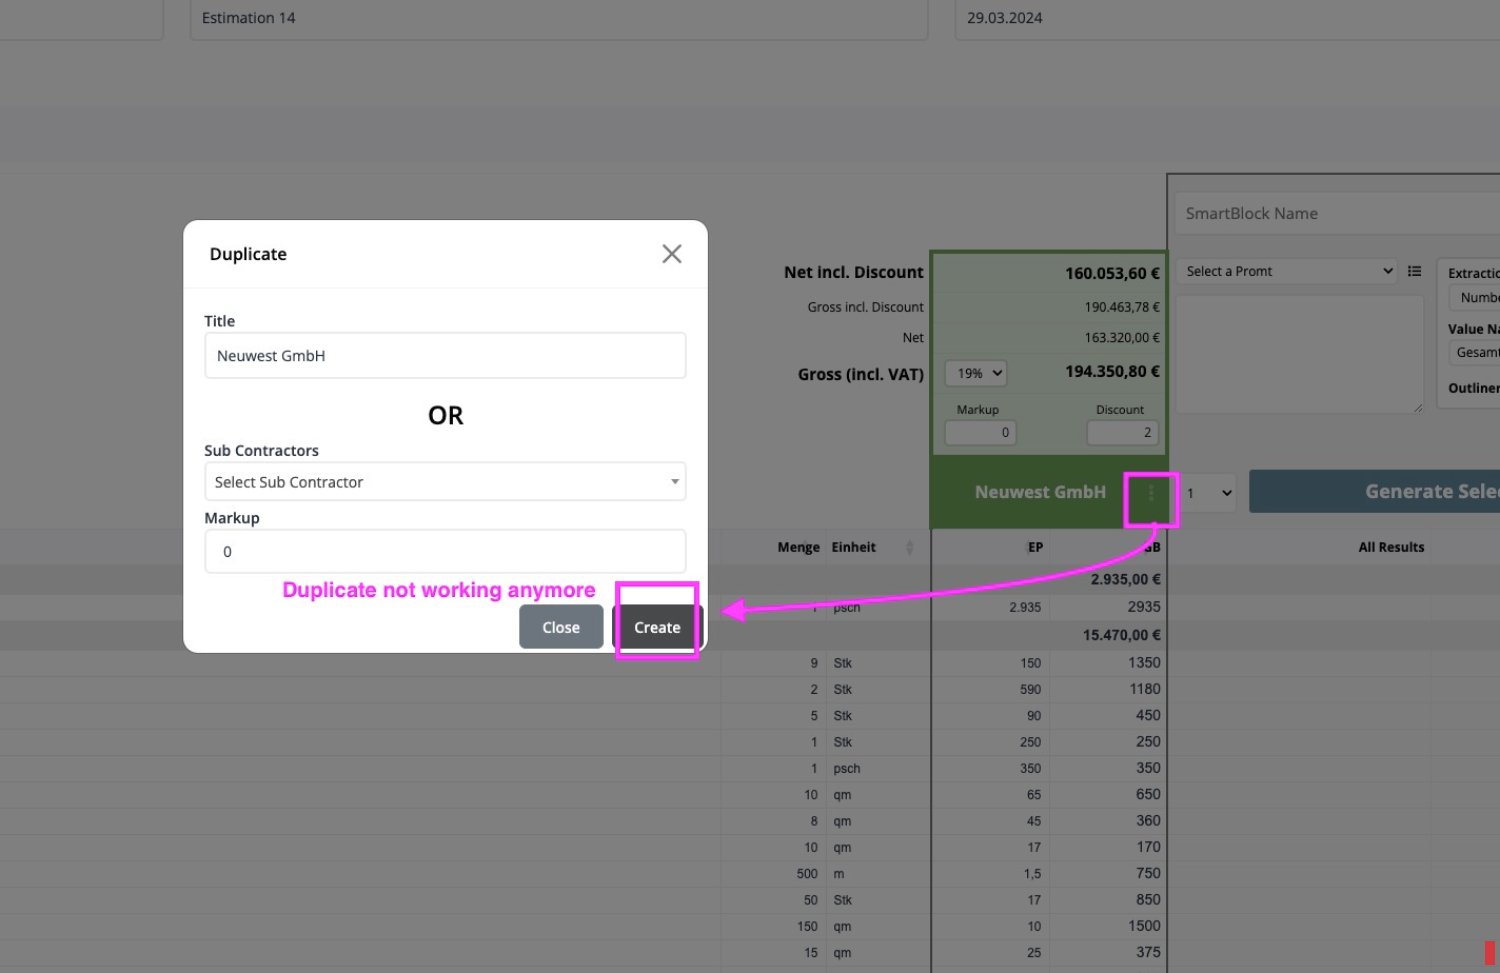 Estimation 14
29.03.2024
SmartBlock Name
Duplicate
Net incl. Discount 160.053,60 €
Select a Promt
Gross incl. Discount 190.463,78 €
Net 163.320,00 €
Gross (incl. VAT) 19% 194.350,80 €
Markup Discount
0 2
Title
Neuwest GmbH
OR
Sub Contractors
Select Sub Contractor
Markup
0
Duplicate not working anymore
Close Create
Extractio
Numbe
Value Na
Gesamt
Outliner
Neuwest GmbH 1 Generate Selec
Menge Einheit EP GB All Results
2.935,00 €
1 psch 2.935 2935
15.470,00 €
9 Stk 150 1350
2 Stk 590 1180
5 Stk 90 450
1 Stk 250 250
1 psch 350 350
10 qm 65 650
8 qm 45 360
10 qm 17 170
500 m 1,5 750
50 Stk 17 850
150 qm 10 1500
15 qm 25 375